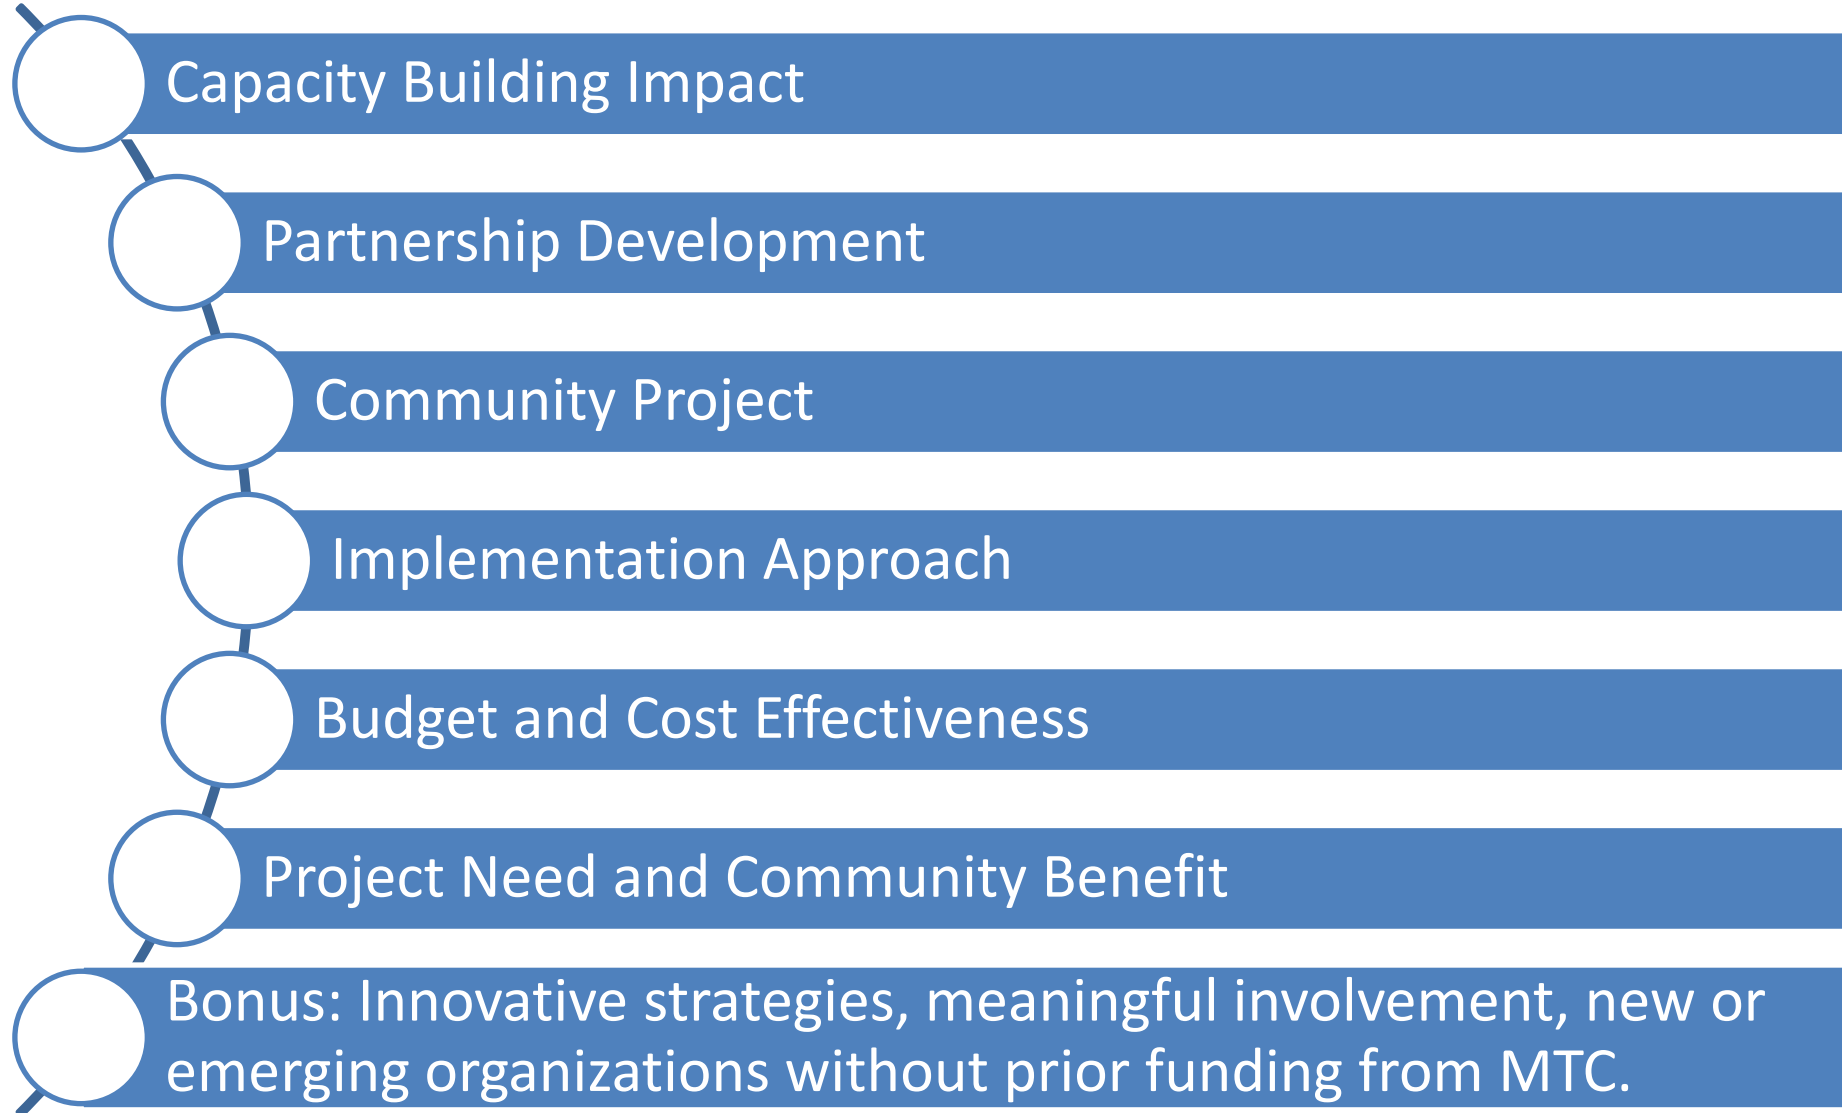 Capacity Building Impact
Partnership Development
Community Project
Implementation Approach
Budget and Cost Effectiveness
Project Need and Community Benefit
Bonus: Innovative strategies, meaningful involvement, new or
emerging organizations without prior funding from MTC.